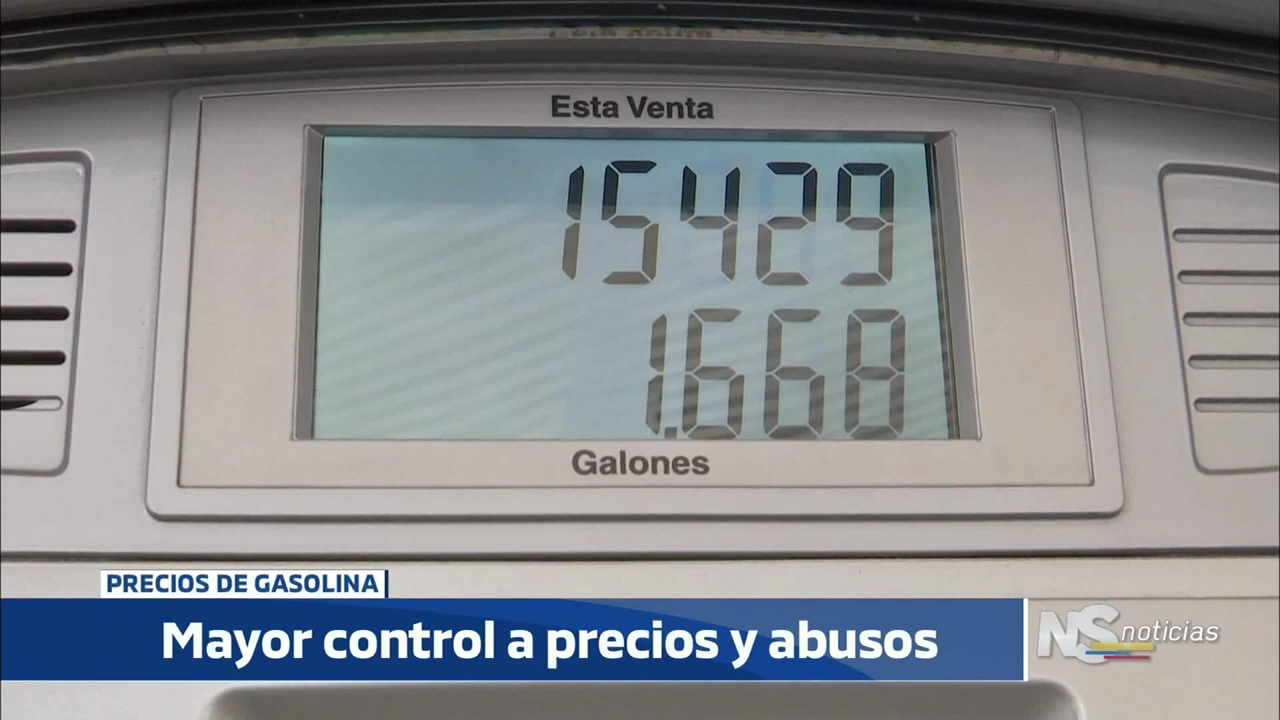 Esta Venta
15429
1.668
Galones
PRECIOS DE GASOLINA
Mayor control a precios y abusos
NS noticias